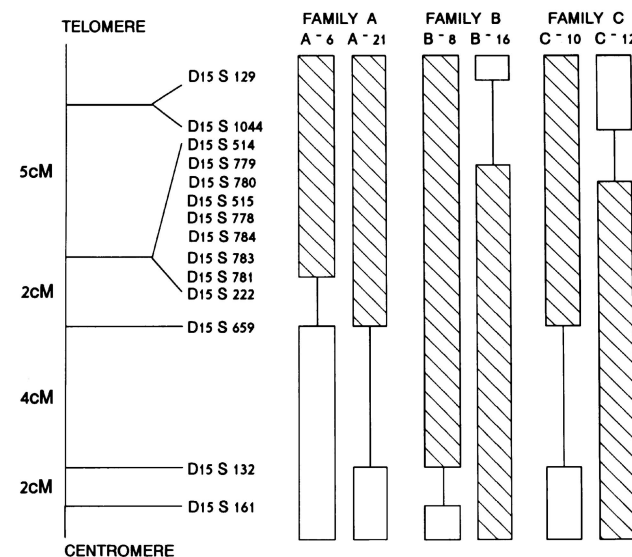 TELOMERE
FAMILY A FAMILY B FAMILY C
A-6 A-21 B-8 B-16 C-10 C-12
D15 S 129
D15 S 1044
D15 S 514
D15 S 779
5cM
D15 S 780
D15 S 515
D15 S 778
D15 S 784
D15 S 783
D15 S 781
2cM
D15 S 222
D15 S 659
4cM
D15 S 132
2cM
D15 S 161
CENTROMERE